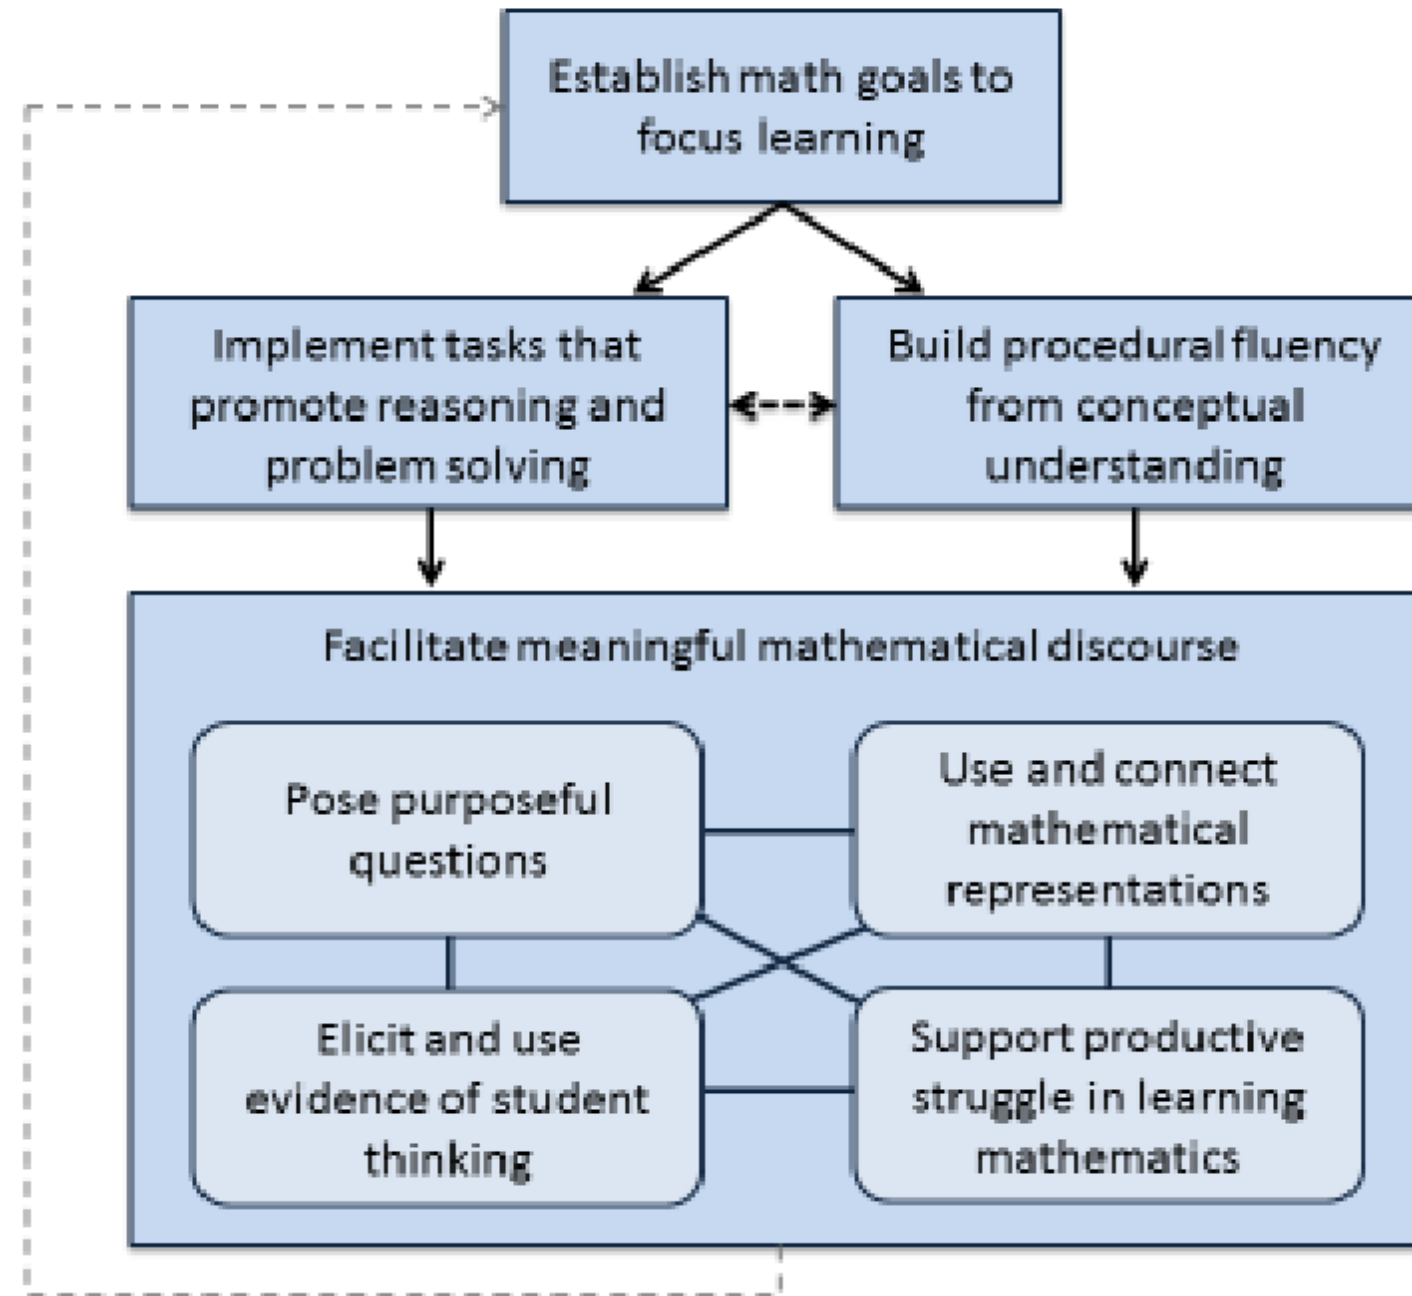 Establish math goals to
focus learning
Implement tasks that
promote reasoning and
problem solving
Build procedural fluency
from conceptual
understanding
Facilitate meaningful mathematical discourse
Pose purposeful
questions
Use and connect
mathematical
representations
Elicit and use
evidence of student
thinking
Support productive
struggle in learning
mathematics